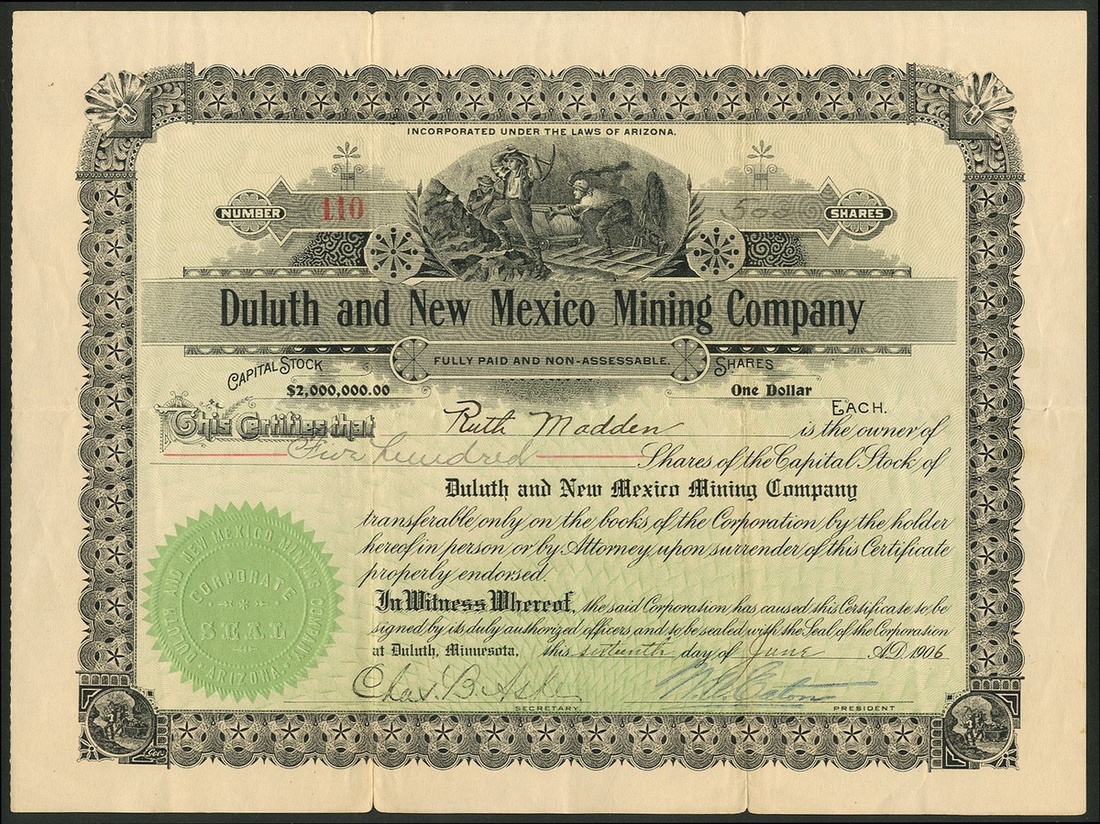 INCORPORATED UNDER THE LAWS OF ARIZONA.
NUMBER 110 500 SHARES
Duluth and New Mexico Mining Company
FULLY PAID AND NON-ASSESSABLE.
CAPITAL STOCK SHARES
$2,000,000.00 One Dollar
EACH.
This Certifies that Ruth Madden is the owner of
Five hundred Shares of the Capital Stock of
Duluth and New Mexico Mining Company
transferable only on the books of the Corporation by the holder
hereof in person or by Attorney upon surrender of this Certificate
properly endorsed.
In Witness Whereof, the said Corporation has caused this Certificate to be
signed by its duly authorized officers and to be sealed with the Seal of the Corporation
at Duluth, Minnesota, this sixteenth day of June A.D. 1906
DULUTH AND NEW MEXICO MINING COMPANY
CORPORATE
SEAL
ARIZONA
Chas. B.
SECRETARY.
Eaton
PRESIDENT